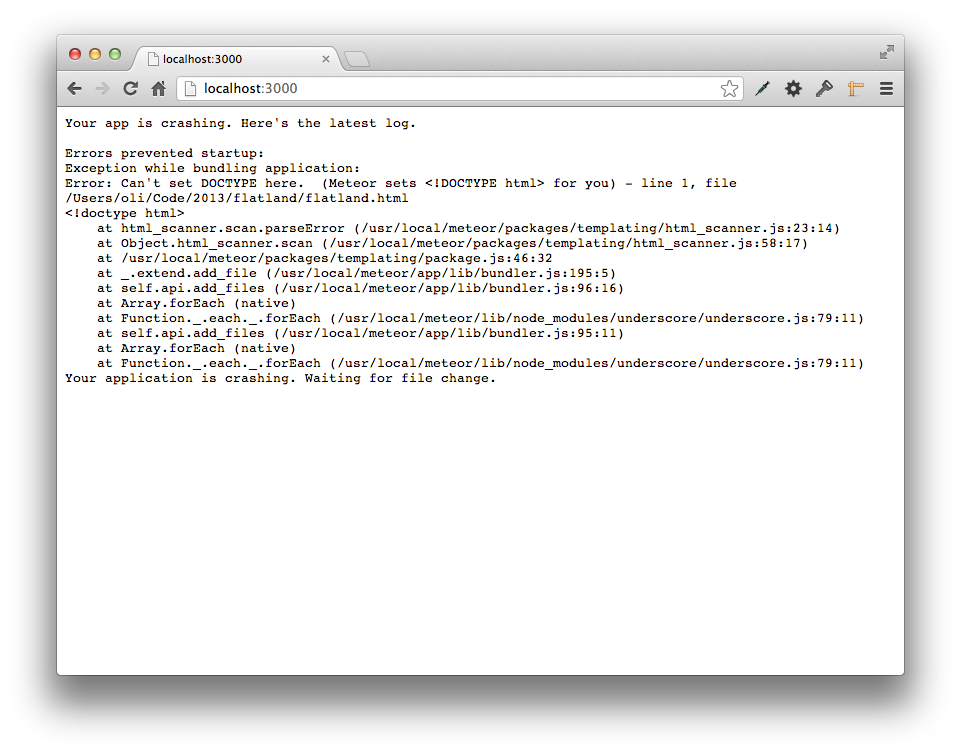 localhost:3000
localhost:3000
Your app is crashing. Here's the latest log.
Errors prevented startup:
Exception while bundling application:
Error: Can't set DOCTYPE here.  (Meteor sets <!DOCTYPE html> for you) - line 1, file
/Users/oli/Code/2013/flatland/flatland.html
<!doctype html>
    at html_scanner.scan.parseError (/usr/local/meteor/packages/templating/html_scanner.js:23:14)
    at Object.html_scanner.scan (/usr/local/meteor/packages/templating/html_scanner.js:58:17)
    at /usr/local/meteor/packages/templating/package.js:46:32
    at _.extend.add_file (/usr/local/meteor/app/lib/bundler.js:195:5)
    at self.api.add_files (/usr/local/meteor/app/lib/bundler.js:96:16)
    at Array.forEach (native)
    at Function._.each._.forEach (/usr/local/meteor/lib/node_modules/underscore/underscore.js:79:11)
    at self.api.add_files (/usr/local/meteor/app/lib/bundler.js:95:11)
    at Array.forEach (native)
    at Function._.each._.forEach (/usr/local/meteor/lib/node_modules/underscore/underscore.js:79:11)
Your application is crashing. Waiting for file change.